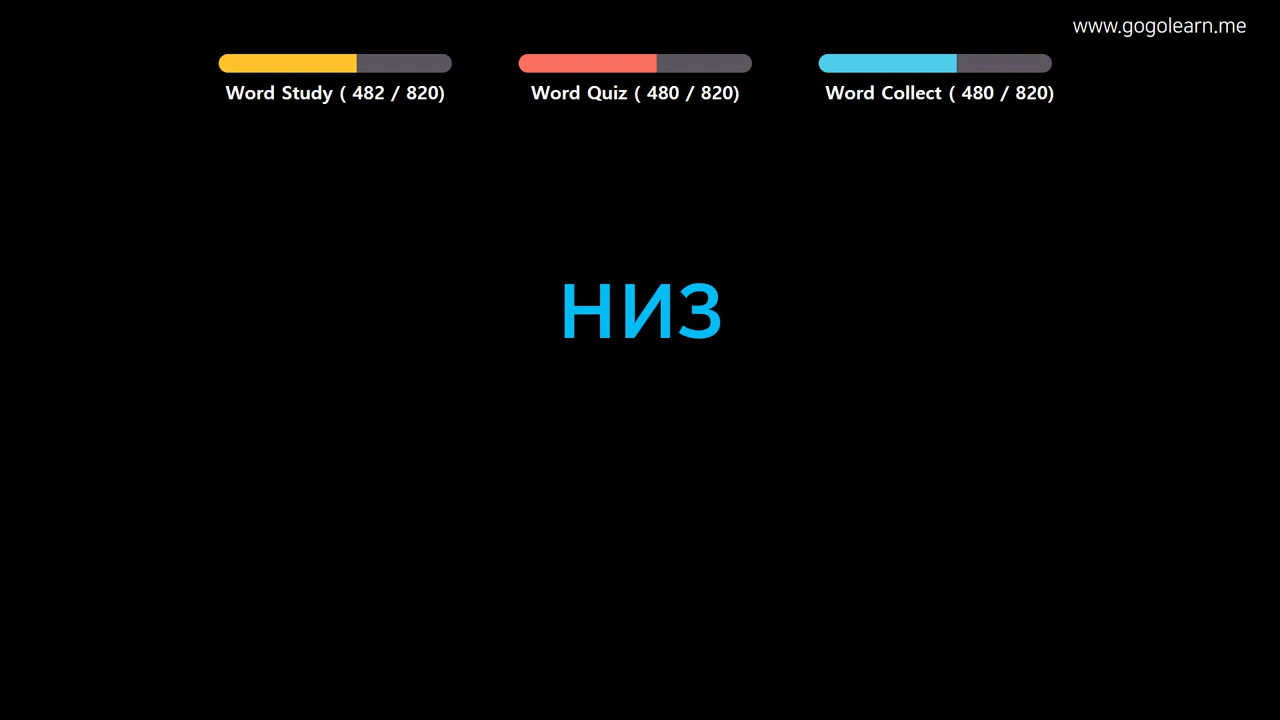 www.gogolearn.me
Word Study ( 482 / 820)
Word Quiz ( 480 / 820)
Word Collect ( 480 / 820)
низ